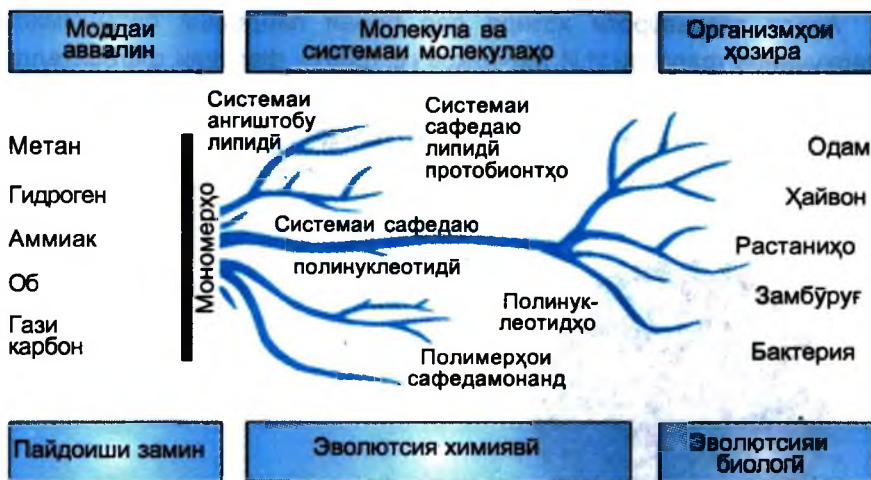 Моддаи
аввалин
Молекула ва
системаи молекулаҳо
Организмҳои
ҳозира
Метан
Гидроген
Аммиак
Об
Гази
карбон
Мономерҳо
Системаи
ангиштобу
липидӣ
Системаи
сафедаю
липидӣ
протобионтҳо
Системаи сафедаю
полинуклеотидӣ
Полинук-
леотидҳо
Полимерҳои
сафедамонанд
Одам
Ҳайвон
Растаниҳо
Замбӯруғ
Бактерия
Пайдоиши замин
Эволютсия химиявӣ
Эволютсияи
биологӣ